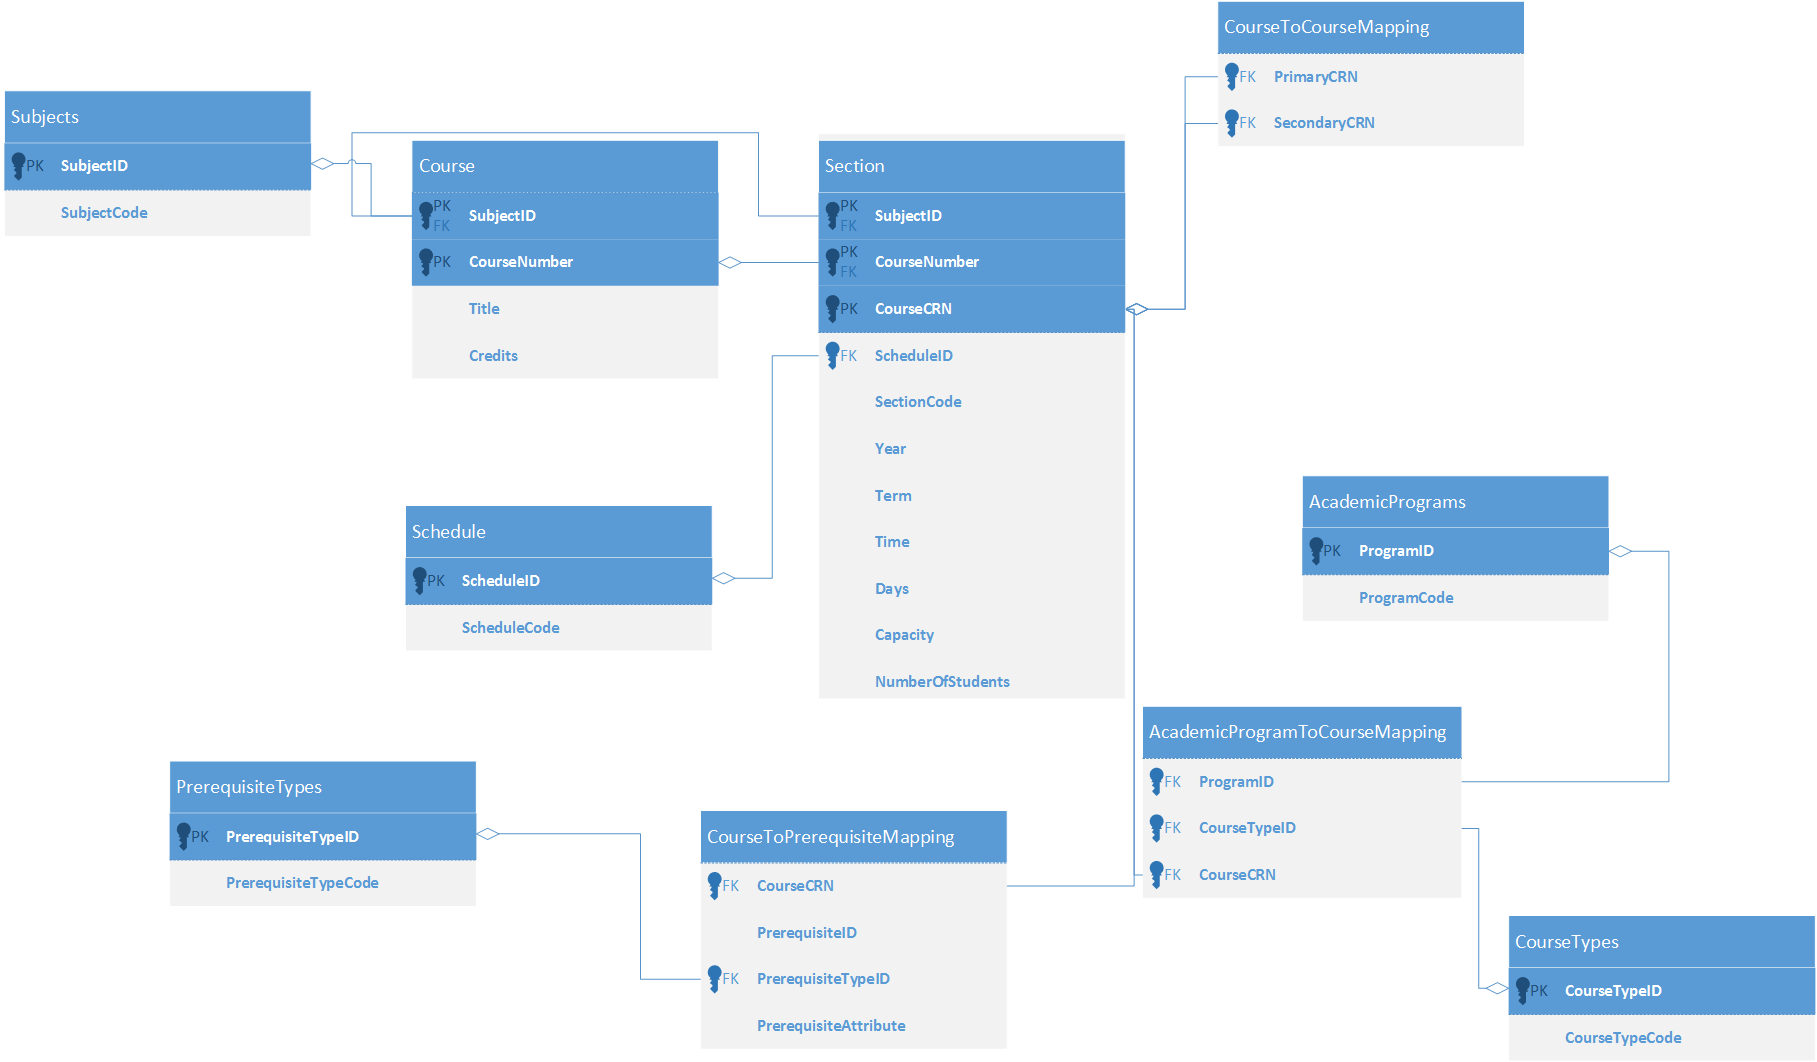 CourseToCourseMapping
FK PrimaryCRN
FK SecondaryCRN
Subjects
PK SubjectID
SubjectCode
Course
PK
FK SubjectID
PK CourseNumber
Title
Credits
Section
PK
FK SubjectID
PK
FK CourseNumber
PK CourseCRN
FK ScheduleID
SectionCode
Year
Term
Time
Days
Capacity
NumberOfStudents
Schedule
PK ScheduleID
ScheduleCode
AcademicPrograms
PK ProgramID
ProgramCode
AcademicProgramToCourseMapping
FK ProgramID
FK CourseTypeID
FK CourseCRN
PrerequisiteTypes
PK PrerequisiteTypeID
PrerequisiteTypeCode
CourseToPrerequisiteMapping
FK CourseCRN
PrerequisiteID
FK PrerequisiteTypeID
PrerequisiteAttribute
CourseTypes
PK CourseTypeID
CourseTypeCode